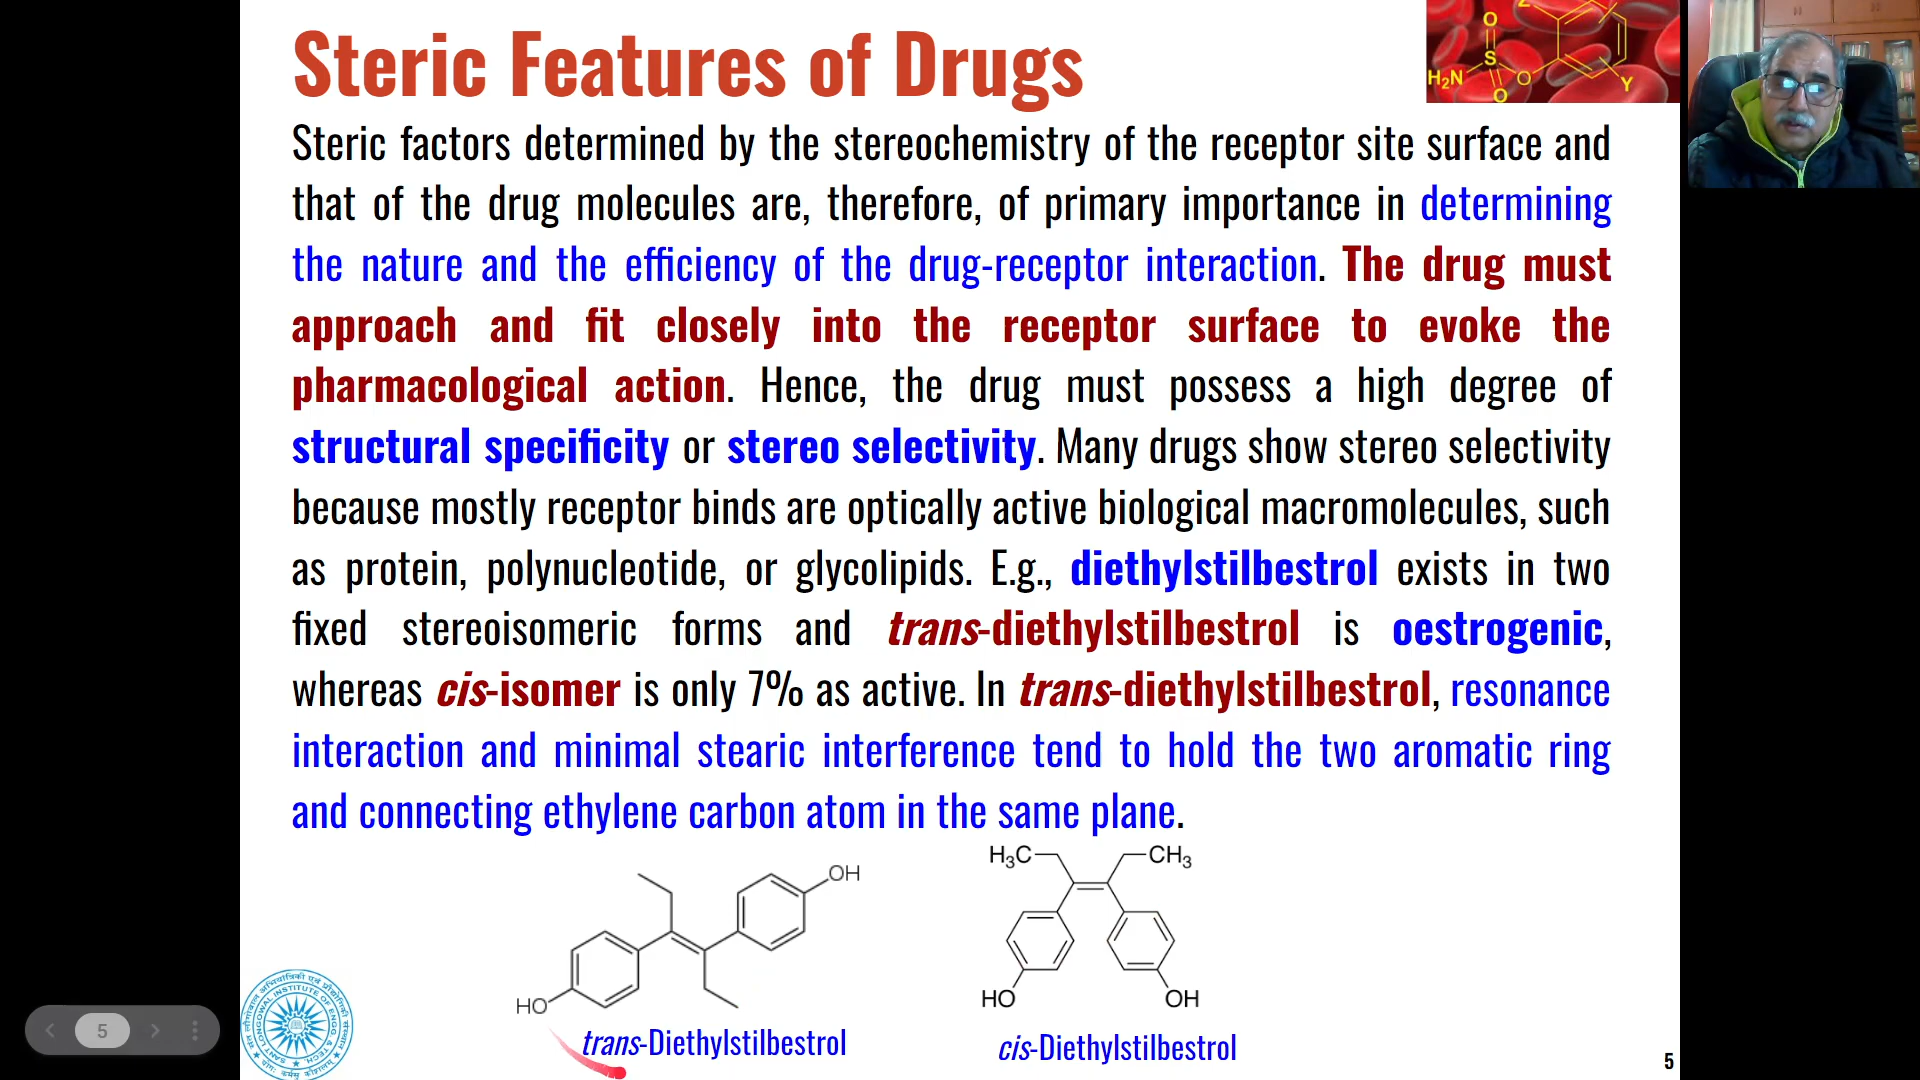 Steric Features of Drugs
Steric factors determined by the stereochemistry of the receptor site surface and
that of the drug molecules are, therefore, of primary importance in determining
the nature and the efficiency of the drug-receptor interaction. The drug must
approach and fit closely into the receptor surface to evoke the
pharmacological action. Hence, the drug must possess a high degree of
structural specificity or stereo selectivity. Many drugs show stereo selectivity
because mostly receptor binds are optically active biological macromolecules, such
as protein, polynucleotide, or glycolipids. E.g., diethylstilbestrol exists in two
fixed stereoisomeric forms and trans-diethylstilbestrol is oestrogenic,
whereas cis-isomer is only 7% as active. In trans-diethylstilbestrol, resonance
interaction and minimal stearic interference tend to hold the two aromatic ring
and connecting ethylene carbon atom in the same plane.
OH
HO
trans-Diethylstilbestrol
H₃C CH₃
HO OH
cis-Diethylstilbestrol
O
S
H₂N O
O
Y
SANT LONGOWAL INSTITUTE OF ENGG & TECH.
5
5